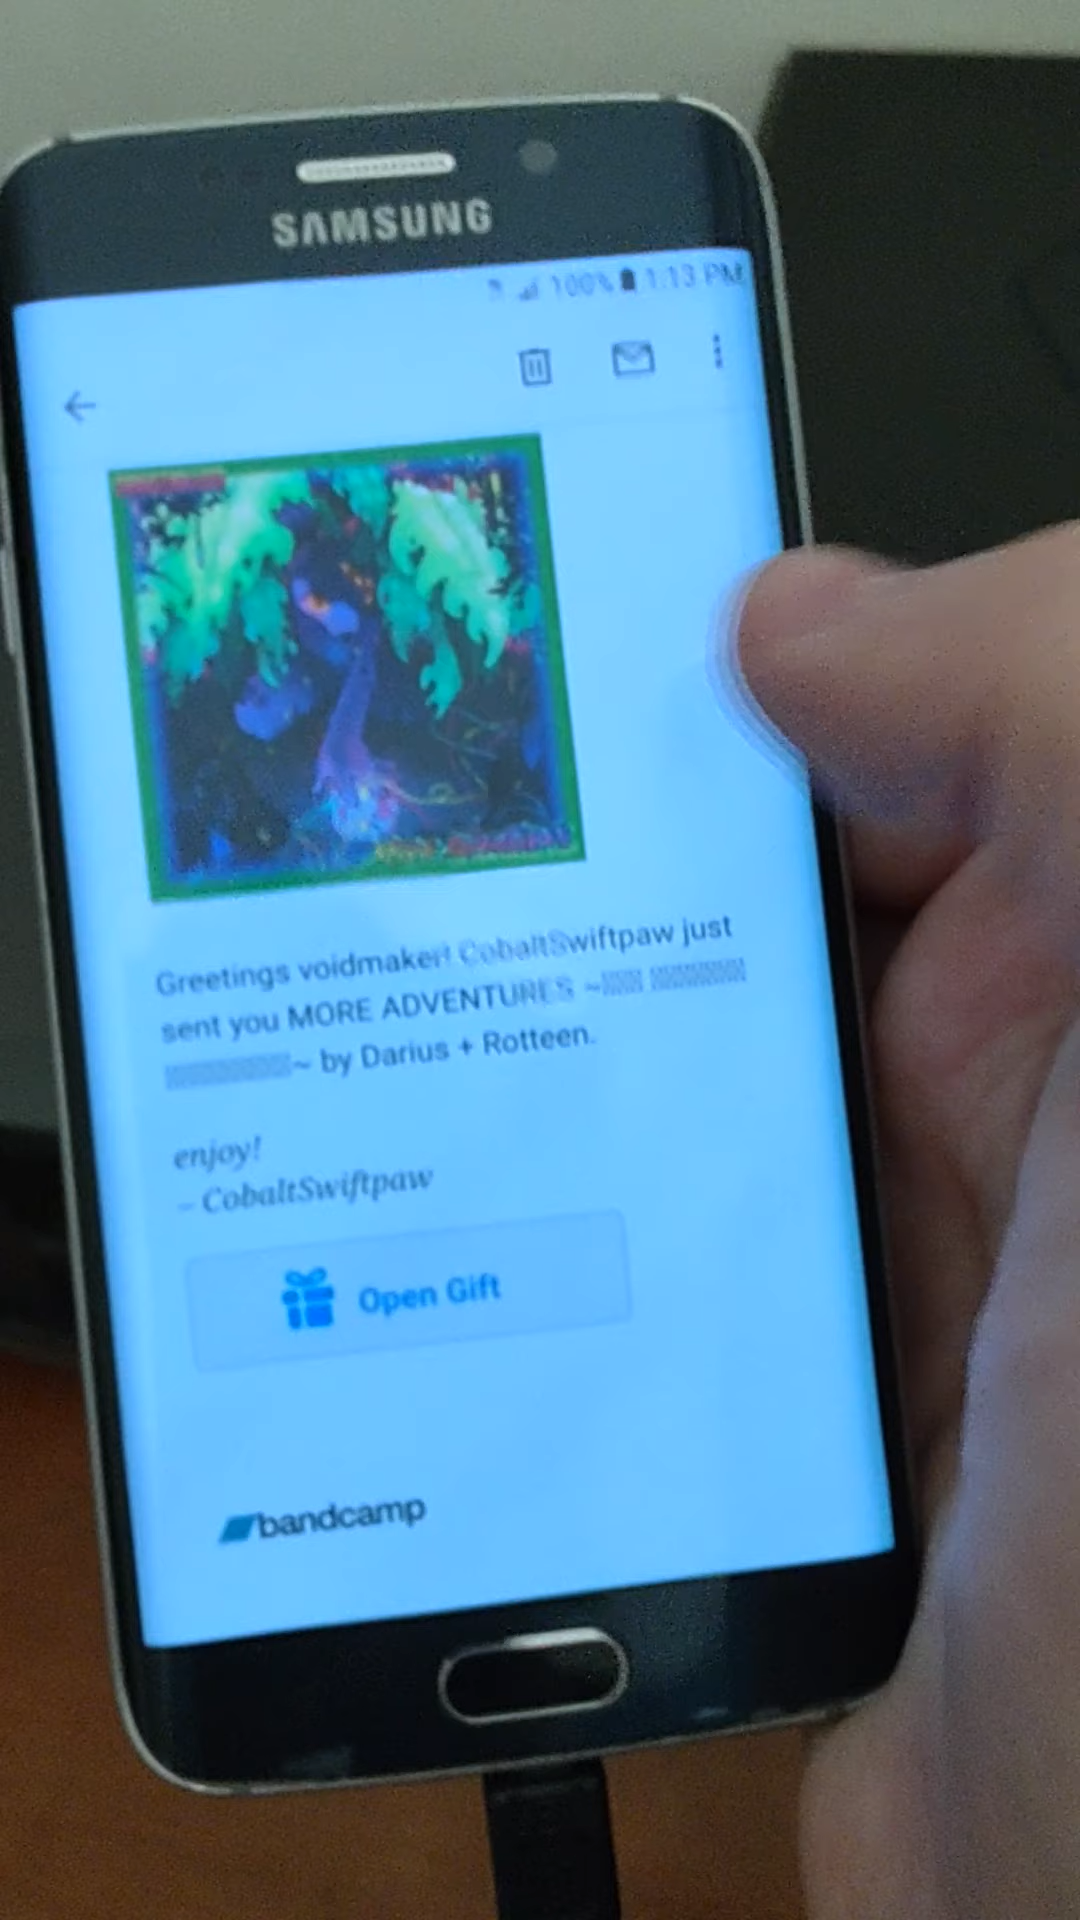 SAMSUNG
100% 1:13 PM
Greetings voidmaker! CobaltSwiftpaw just
sent you MORE ADVENTURES ~▒▒▒ ▒▒▒▒▒▒▒
▒▒▒▒▒▒▒▒~ by Darius + Rotteen.
enjoy!
– CobaltSwiftpaw
Open Gift
bandcamp